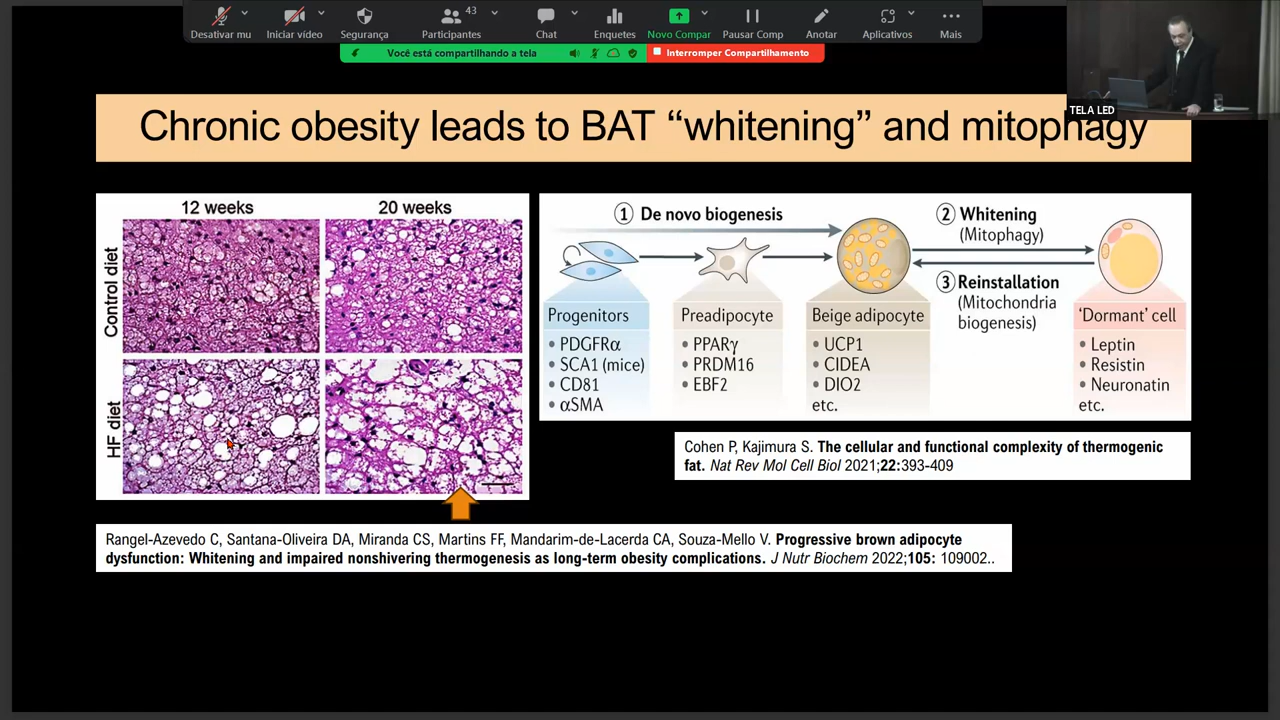 Desativar mu
Iniciar vídeo
Segurança
Participantes
43
Chat
Enquetes
Novo Compar
Pausar Comp
Anotar
Aplicativos
Mais
Você está compartilhando a tela
Interromper Compartilhamento
TELA LED
Chronic obesity leads to BAT “whitening” and mitophagy
12 weeks
20 weeks
Control diet
HF diet
1 De novo biogenesis
2 Whitening
(Mitophagy)
3 Reinstallation
(Mitochondria
biogenesis)
Progenitors
• PDGFRα
• SCA1 (mice)
• CD81
• αSMA
Preadipocyte
• PPARγ
• PRDM16
• EBF2
Beige adipocyte
• UCP1
• CIDEA
• DIO2
etc.
‘Dormant’ cell
• Leptin
• Resistin
• Neuronatin
etc.
Cohen P, Kajimura S. The cellular and functional complexity of thermogenic
fat. Nat Rev Mol Cell Biol 2021;22:393-409
Rangel-Azevedo C, Santana-Oliveira DA, Miranda CS, Martins FF, Mandarim-de-Lacerda CA, Souza-Mello V. Progressive brown adipocyte
dysfunction: Whitening and impaired nonshivering thermogenesis as long-term obesity complications. J Nutr Biochem 2022;105: 109002..